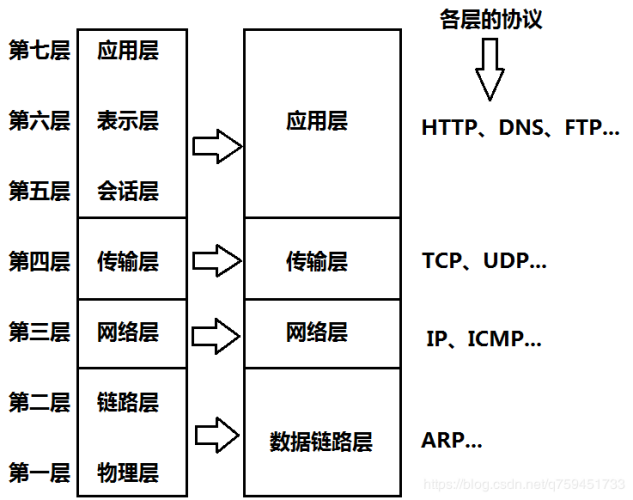 各层的协议
第七层 应用层
第六层 表示层 应用层 HTTP、DNS、FTP...
第五层 会话层
第四层 传输层 传输层 TCP、UDP...
第三层 网络层 网络层 IP、ICMP...
第二层 链路层
数据链路层 ARP...
第一层 物理层
https://blog.csdn.net/q759451733